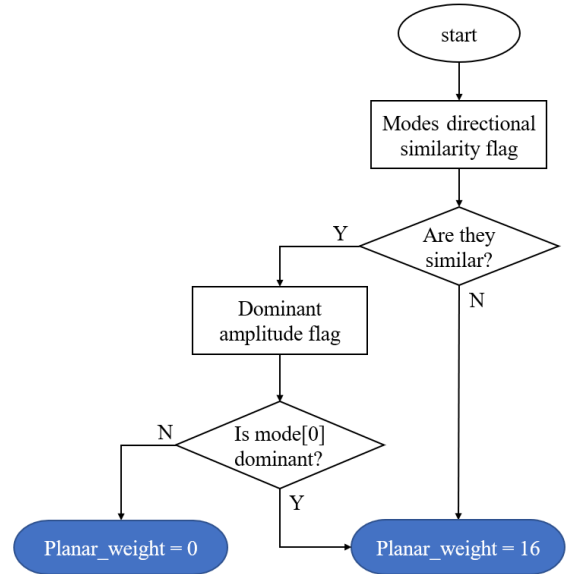 start
Modes directional
similarity flag
Are they
similar?
Y
N
Dominant
amplitude flag
Is mode[0]
dominant?
N
Y
Planar_weight = 0
Planar_weight = 16